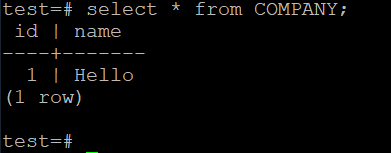 test=# select * from COMPANY;
 id | name
----+-------
  1 | Hello
(1 row)
test=#